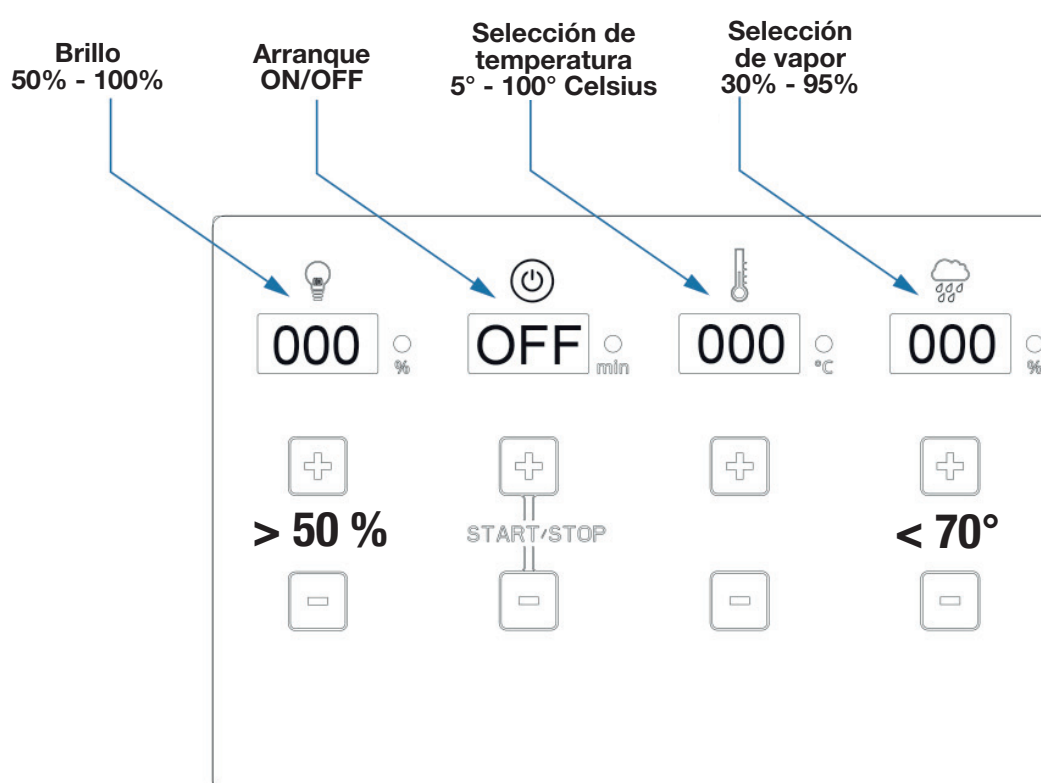 Brillo
50% - 100%
Arranque
ON/OFF
Selección de
temperatura
5° - 100° Celsius
Selección
de vapor
30% - 95%
000
%
OFF
min
000
°C
000
%
> 50 %
START/STOP
< 70°